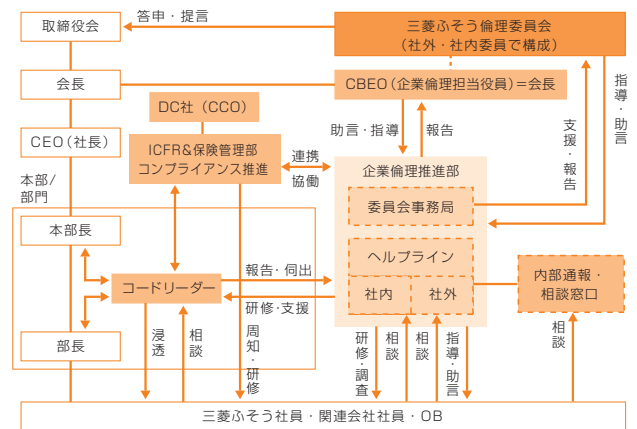 取締役会
答申・提言
三菱ふそう倫理委員会
(社外・社内委員で構成)
会長
CBEO(企業倫理担当役員)=会長
DC社(CCO)
CEO(社長)
ICFR&保険管理部
コンプライアンス推進
連携
協働
助言・指導
報告
支援・報告
指導・助言
本部/
部門
企業倫理推進部
委員会事務局
本部長
ヘルプライン
社内
社外
コードリーダー
報告・伺出
研修・支援
内部通報・
相談窓口
部長
浸透
相談
周知・研修
研修・調査
相談
相談
指導・助言
相談
三菱ふそう社員・関連会社社員・OB